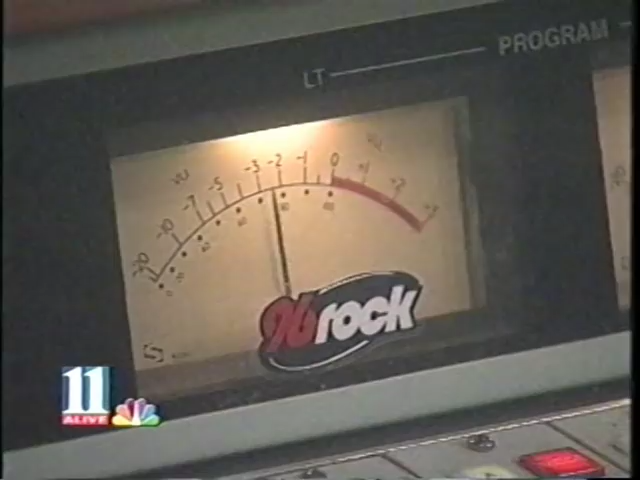 PROGRAM
LT
VU
-20 -10 -7 -5 -3 -2 -1 0 +1 +2 +3
96rock
11
ALIVE